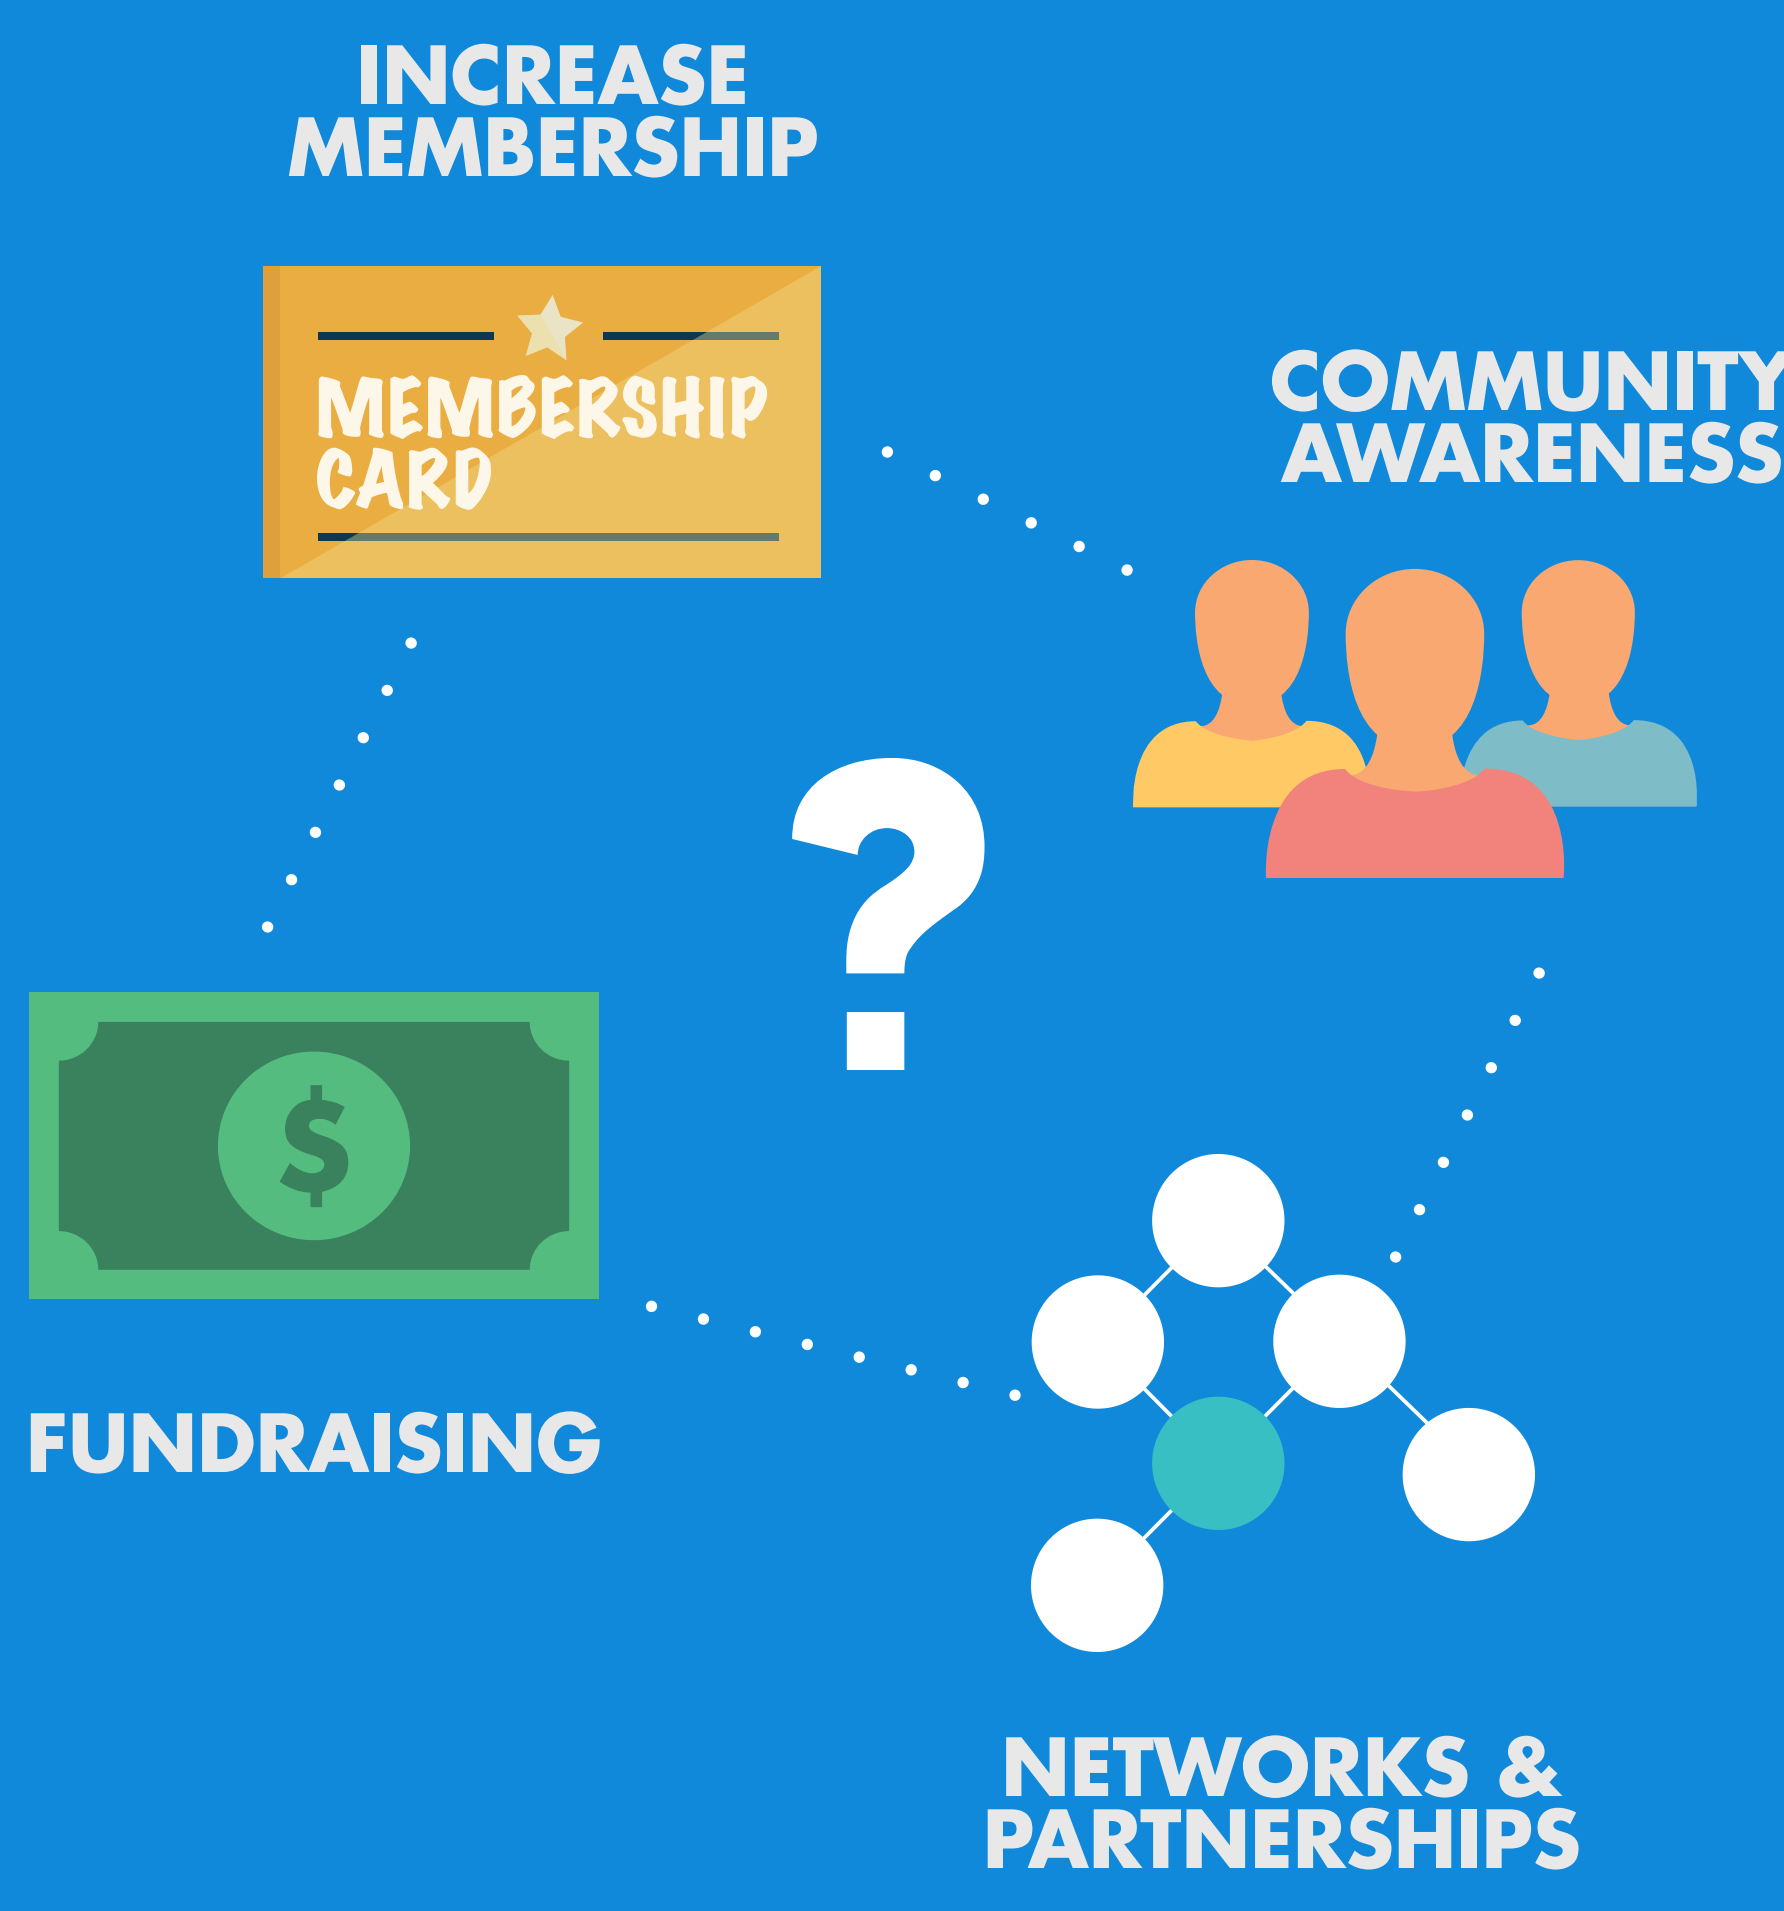 INCREASE
MEMBERSHIP
MEMBERSHIP
CARD
COMMUNITY
AWARENESS
?
$
FUNDRAISING
NETWORKS &
PARTNERSHIPS